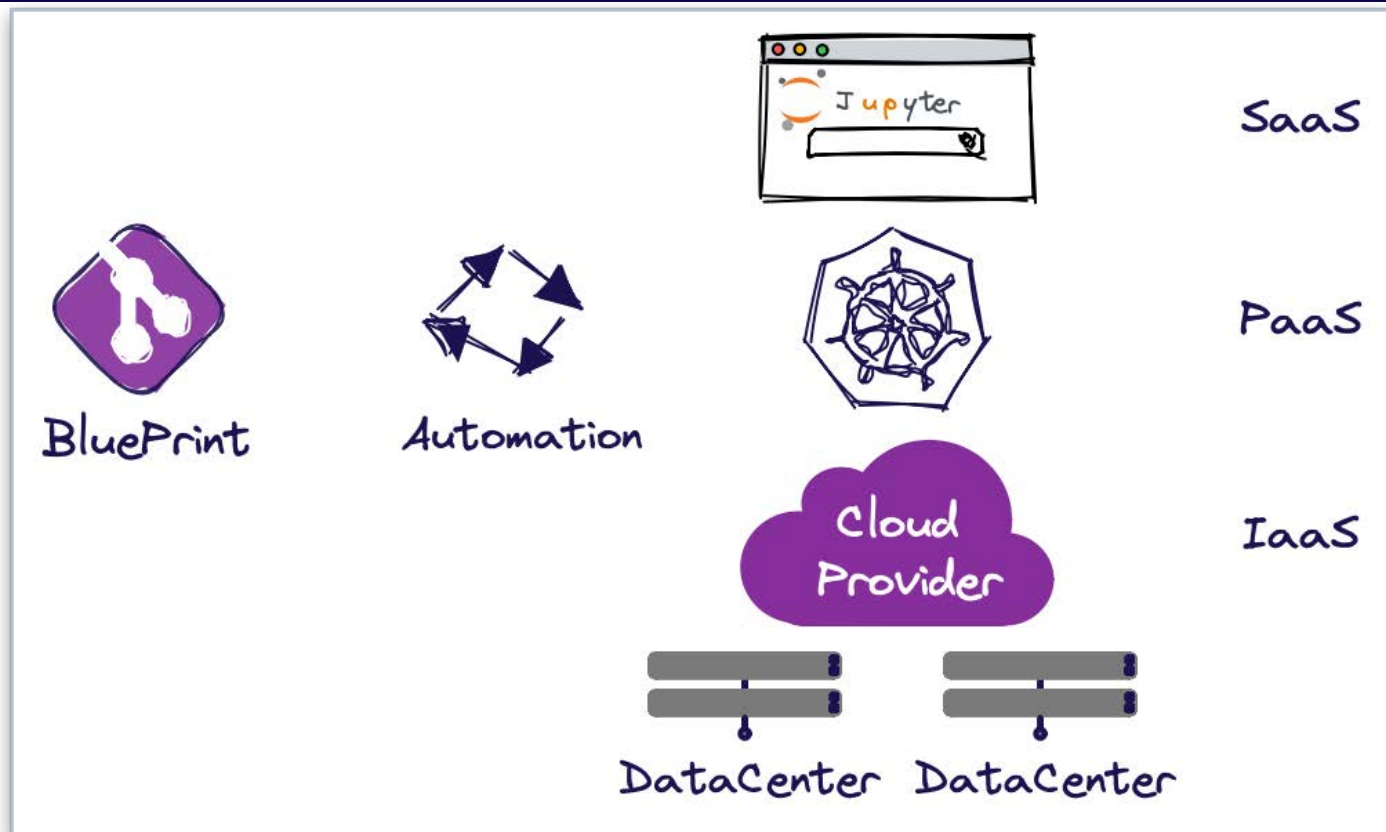 Jupyter
SaaS
PaaS
BluePrint
Automation
Cloud
Provider
IaaS
DataCenter DataCenter